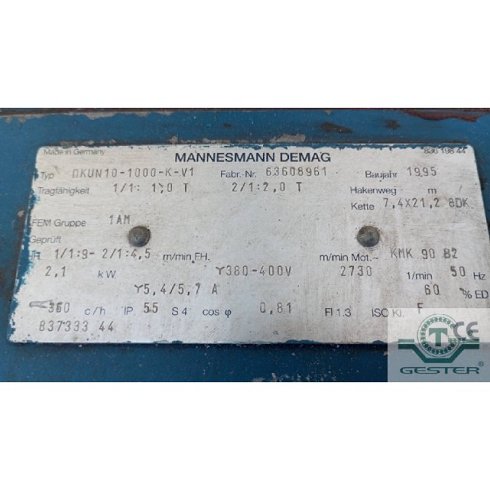 Made in Germany
836 198 44
MANNESMANN DEMAG
Typ DKUN10-1000-K-V1 Fabr. Nr. 63608961 Baujahr 1995
Tragfähigkeit 1/1: 1,0 T 2/1:2,0 T Hakenweg m
Kette 7,4X21,2 8DK
FEM-Gruppe 1AM
Geprüft
1/1:9- 2/1:4,5 m/min FH. m/min Mot.- KMK 90 B2
2,1 kW Y380-400V 2730 1/min 50 Hz
Y5,4/5,7 A 60 % ED
360 c/h IP 55 S4 cos φ 0,81 FI 1.3 ISO Kl. F
837333 44
TCE
GESTER